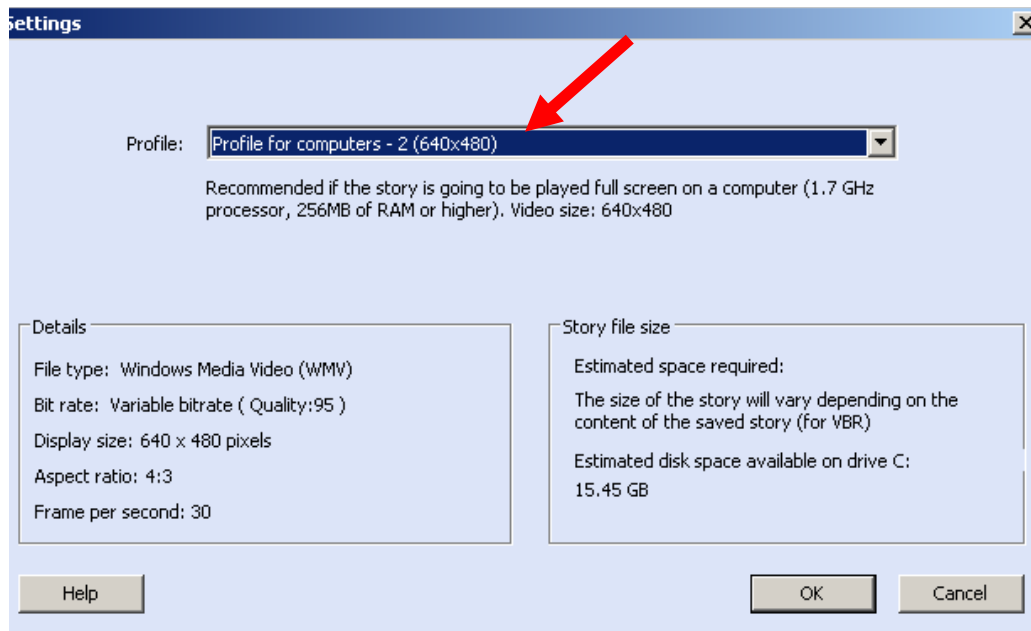 Settings
Profile:
Profile for computers - 2 (640x480)
Recommended if the story is going to be played full screen on a computer (1.7 GHz
processor, 256MB of RAM or higher). Video size: 640x480
Details
File type: Windows Media Video (WMV)
Bit rate: Variable bitrate ( Quality:95 )
Display size: 640 x 480 pixels
Aspect ratio: 4:3
Frame per second: 30
Story file size
Estimated space required:
The size of the story will vary depending on the
content of the saved story (for VBR)
Estimated disk space available on drive C:
15.45 GB
Help
OK
Cancel